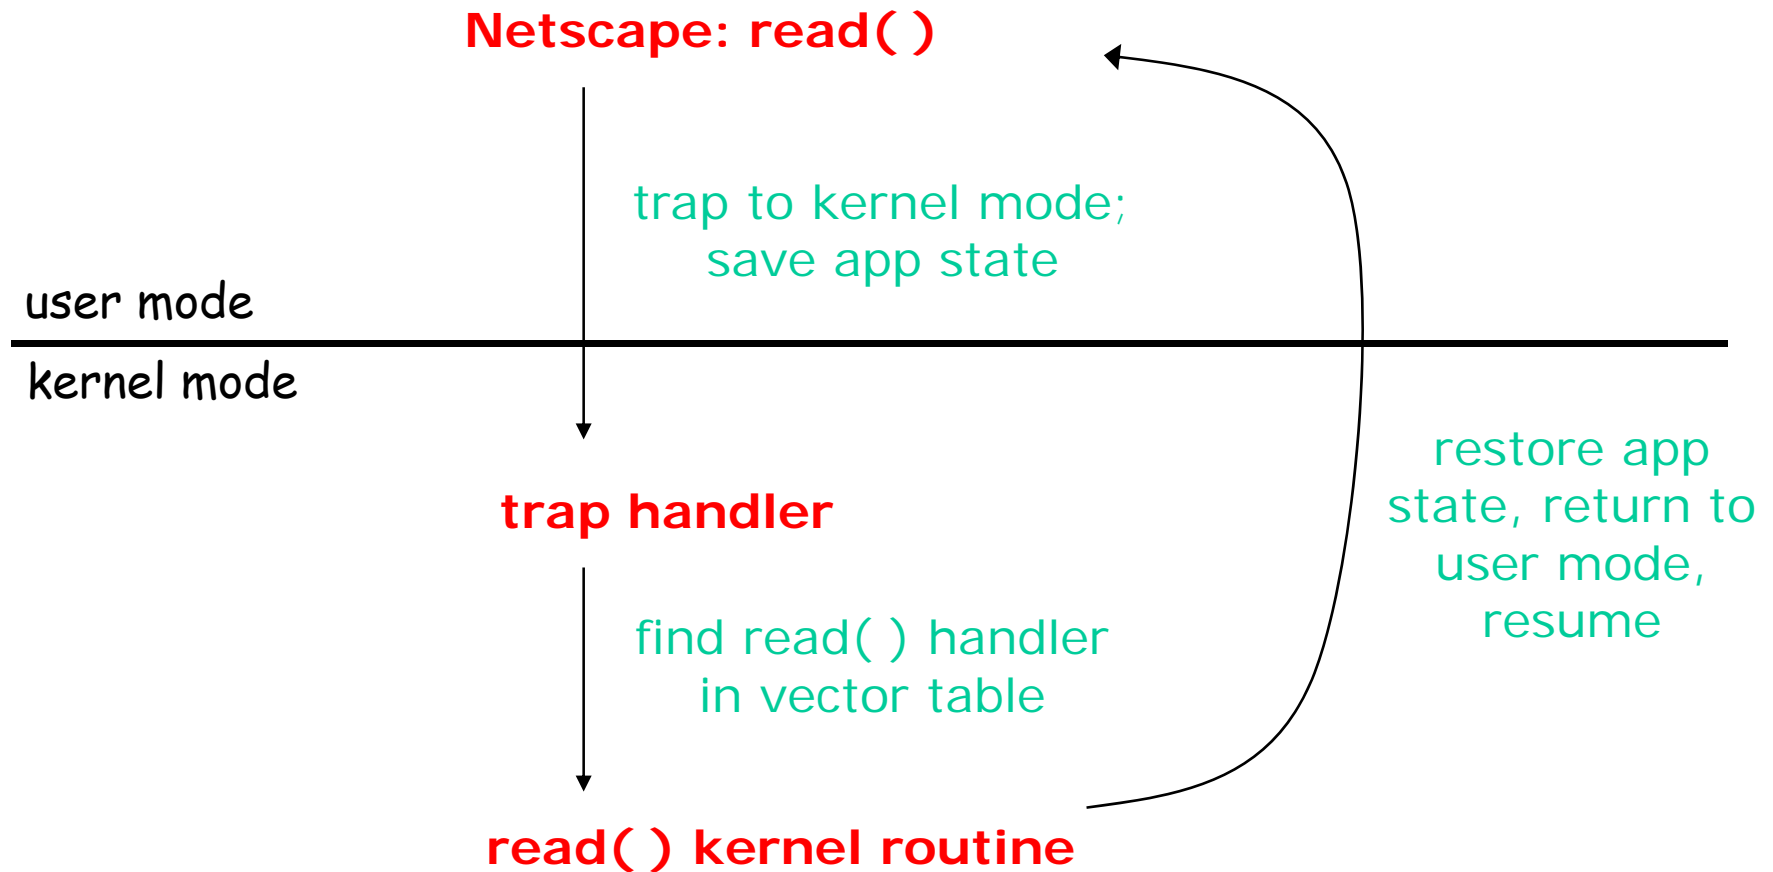 Netscape: read( )
trap to kernel mode;
save app state
user mode
kernel mode
trap handler
find read( ) handler
in vector table
restore app
state, return to
user mode,
resume
read( ) kernel routine